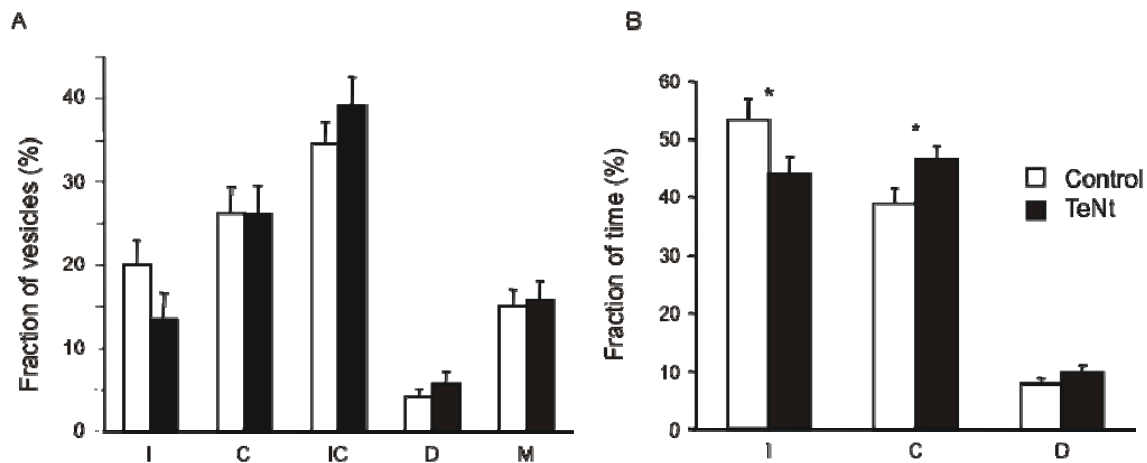 A
Fraction of vesicles (%)
40
30
20
10
0
I C IC D M
B
Fraction of time (%)
60
50
40
30
20
10
0
* *
Control
TeNt
I C D